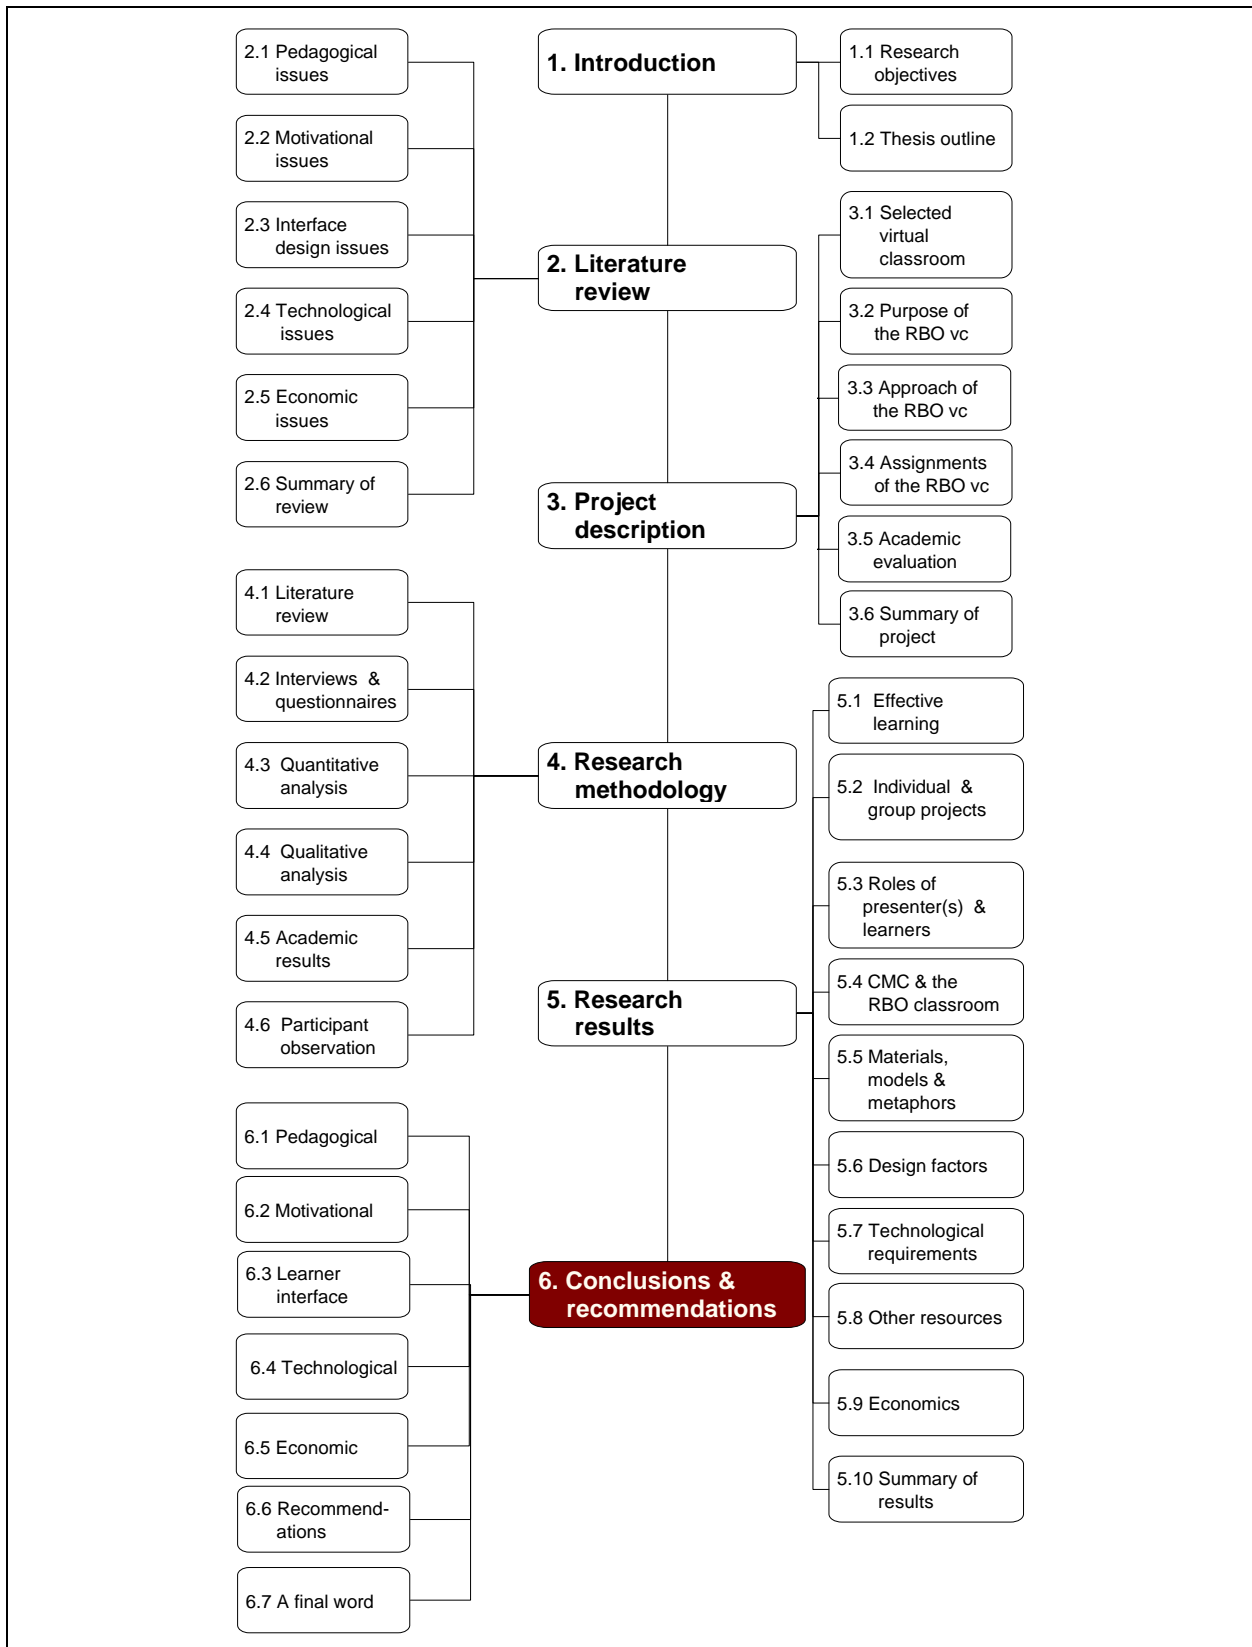 1. Introduction
1.1 Research
objectives
1.2 Thesis outline
2. Literature
review
2.1 Pedagogical
issues
2.2 Motivational
issues
2.3 Interface
design issues
2.4 Technological
issues
2.5 Economic
issues
2.6 Summary of
review
3. Project
description
3.1 Selected
virtual
classroom
3.2 Purpose of
the RBO vc
3.3 Approach of
the RBO vc
3.4 Assignments
of the RBO vc
3.5 Academic
evaluation
3.6 Summary of
project
4. Research
methodology
4.1 Literature
review
4.2 Interviews &
questionnaires
4.3 Quantitative
analysis
4.4 Qualitative
analysis
4.5 Academic
results
4.6 Participant
observation
5. Research
results
5.1 Effective
learning
5.2 Individual &
group projects
5.3 Roles of
presenter(s) &
learners
5.4 CMC & the
RBO classroom
5.5 Materials,
models &
metaphors
5.6 Design factors
5.7 Technological
requirements
5.8 Other resources
5.9 Economics
5.10 Summary of
results
6. Conclusions &
recommendations
6.1 Pedagogical
6.2 Motivational
6.3 Learner
interface
6.4 Technological
6.5 Economic
6.6 Recommend-
ations
6.7 A final word